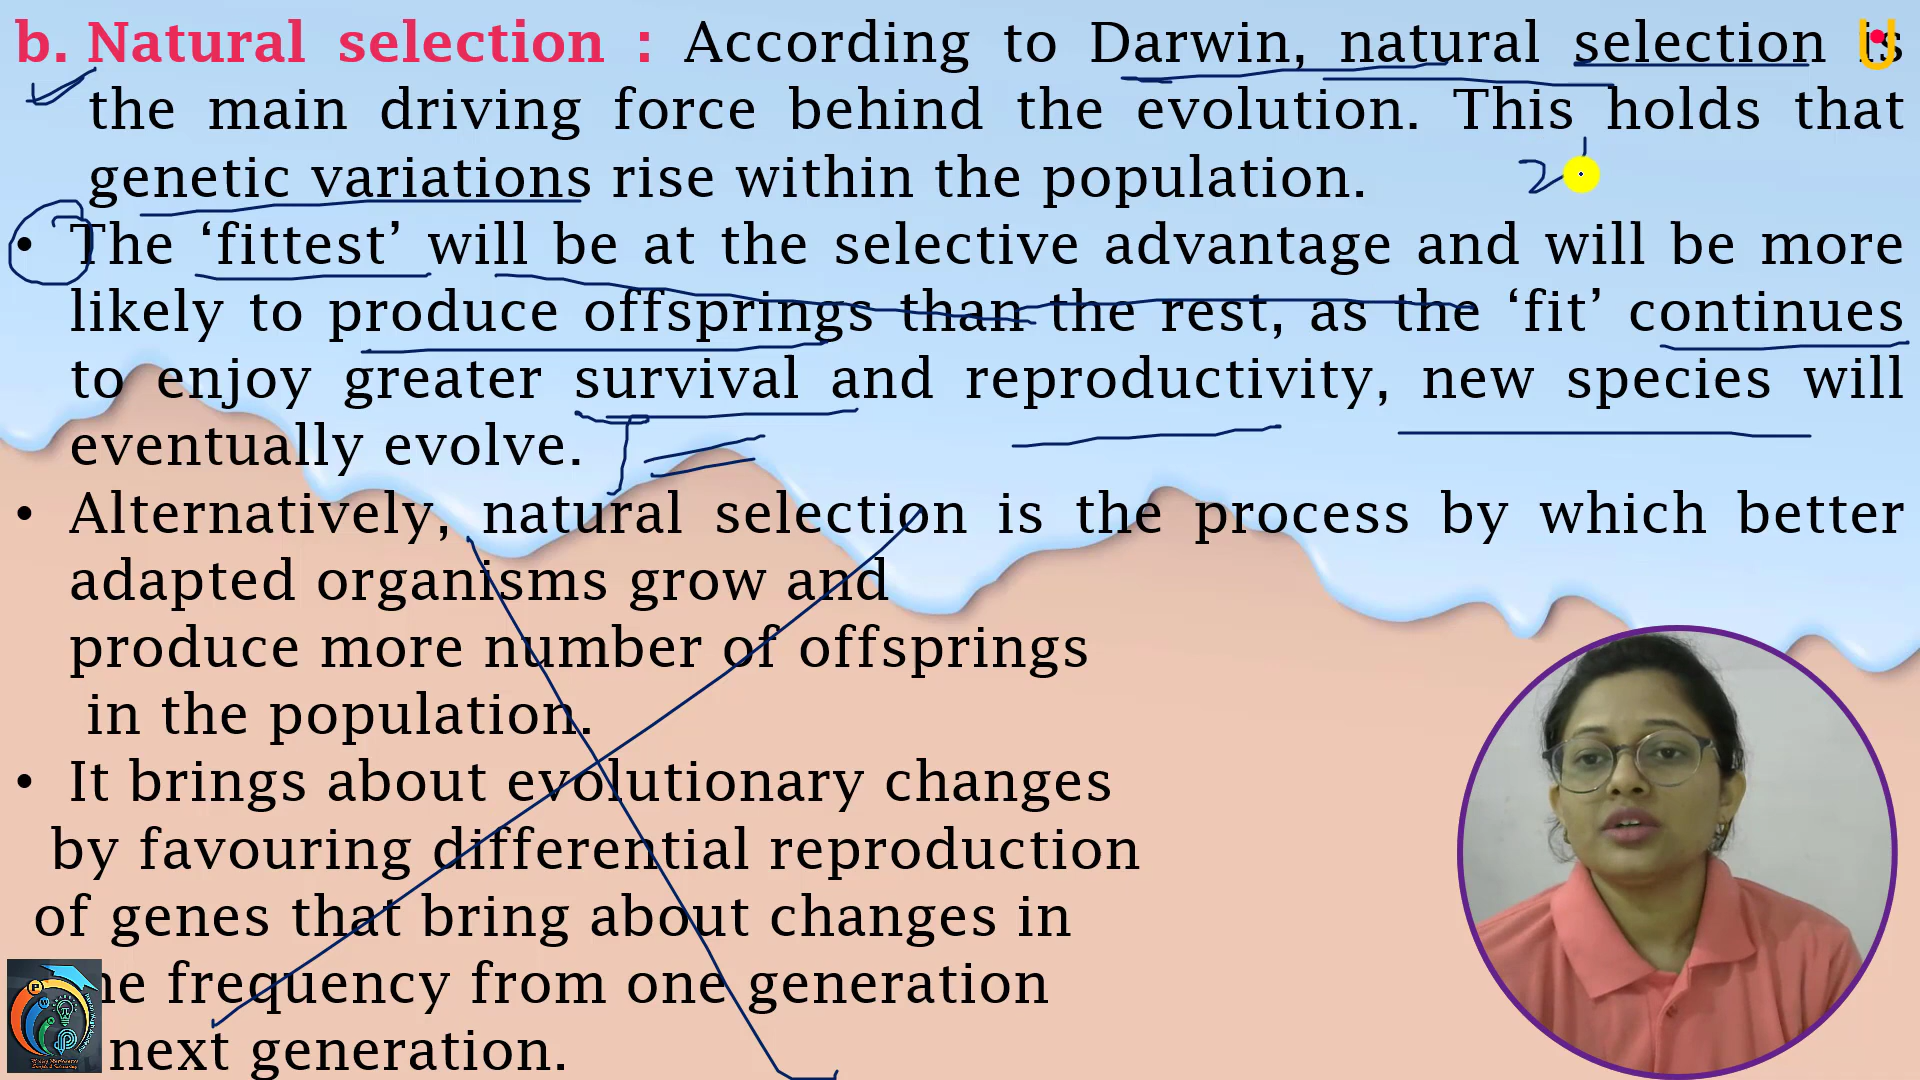 b. Natural selection : According to Darwin, natural selection is
the main driving force behind the evolution. This holds that
genetic variations rise within the population.
• The ‘fittest’ will be at the selective advantage and will be more
likely to produce offsprings than the rest, as the ‘fit’ continues
to enjoy greater survival and reproductivity, new species will
eventually evolve.
• Alternatively, natural selection is the process by which better
adapted organisms grow and
produce more number of offsprings
in the population.
• It brings about evolutionary changes
by favouring differential reproduction
of genes that bring about changes in
frequency from one generation
next generation.